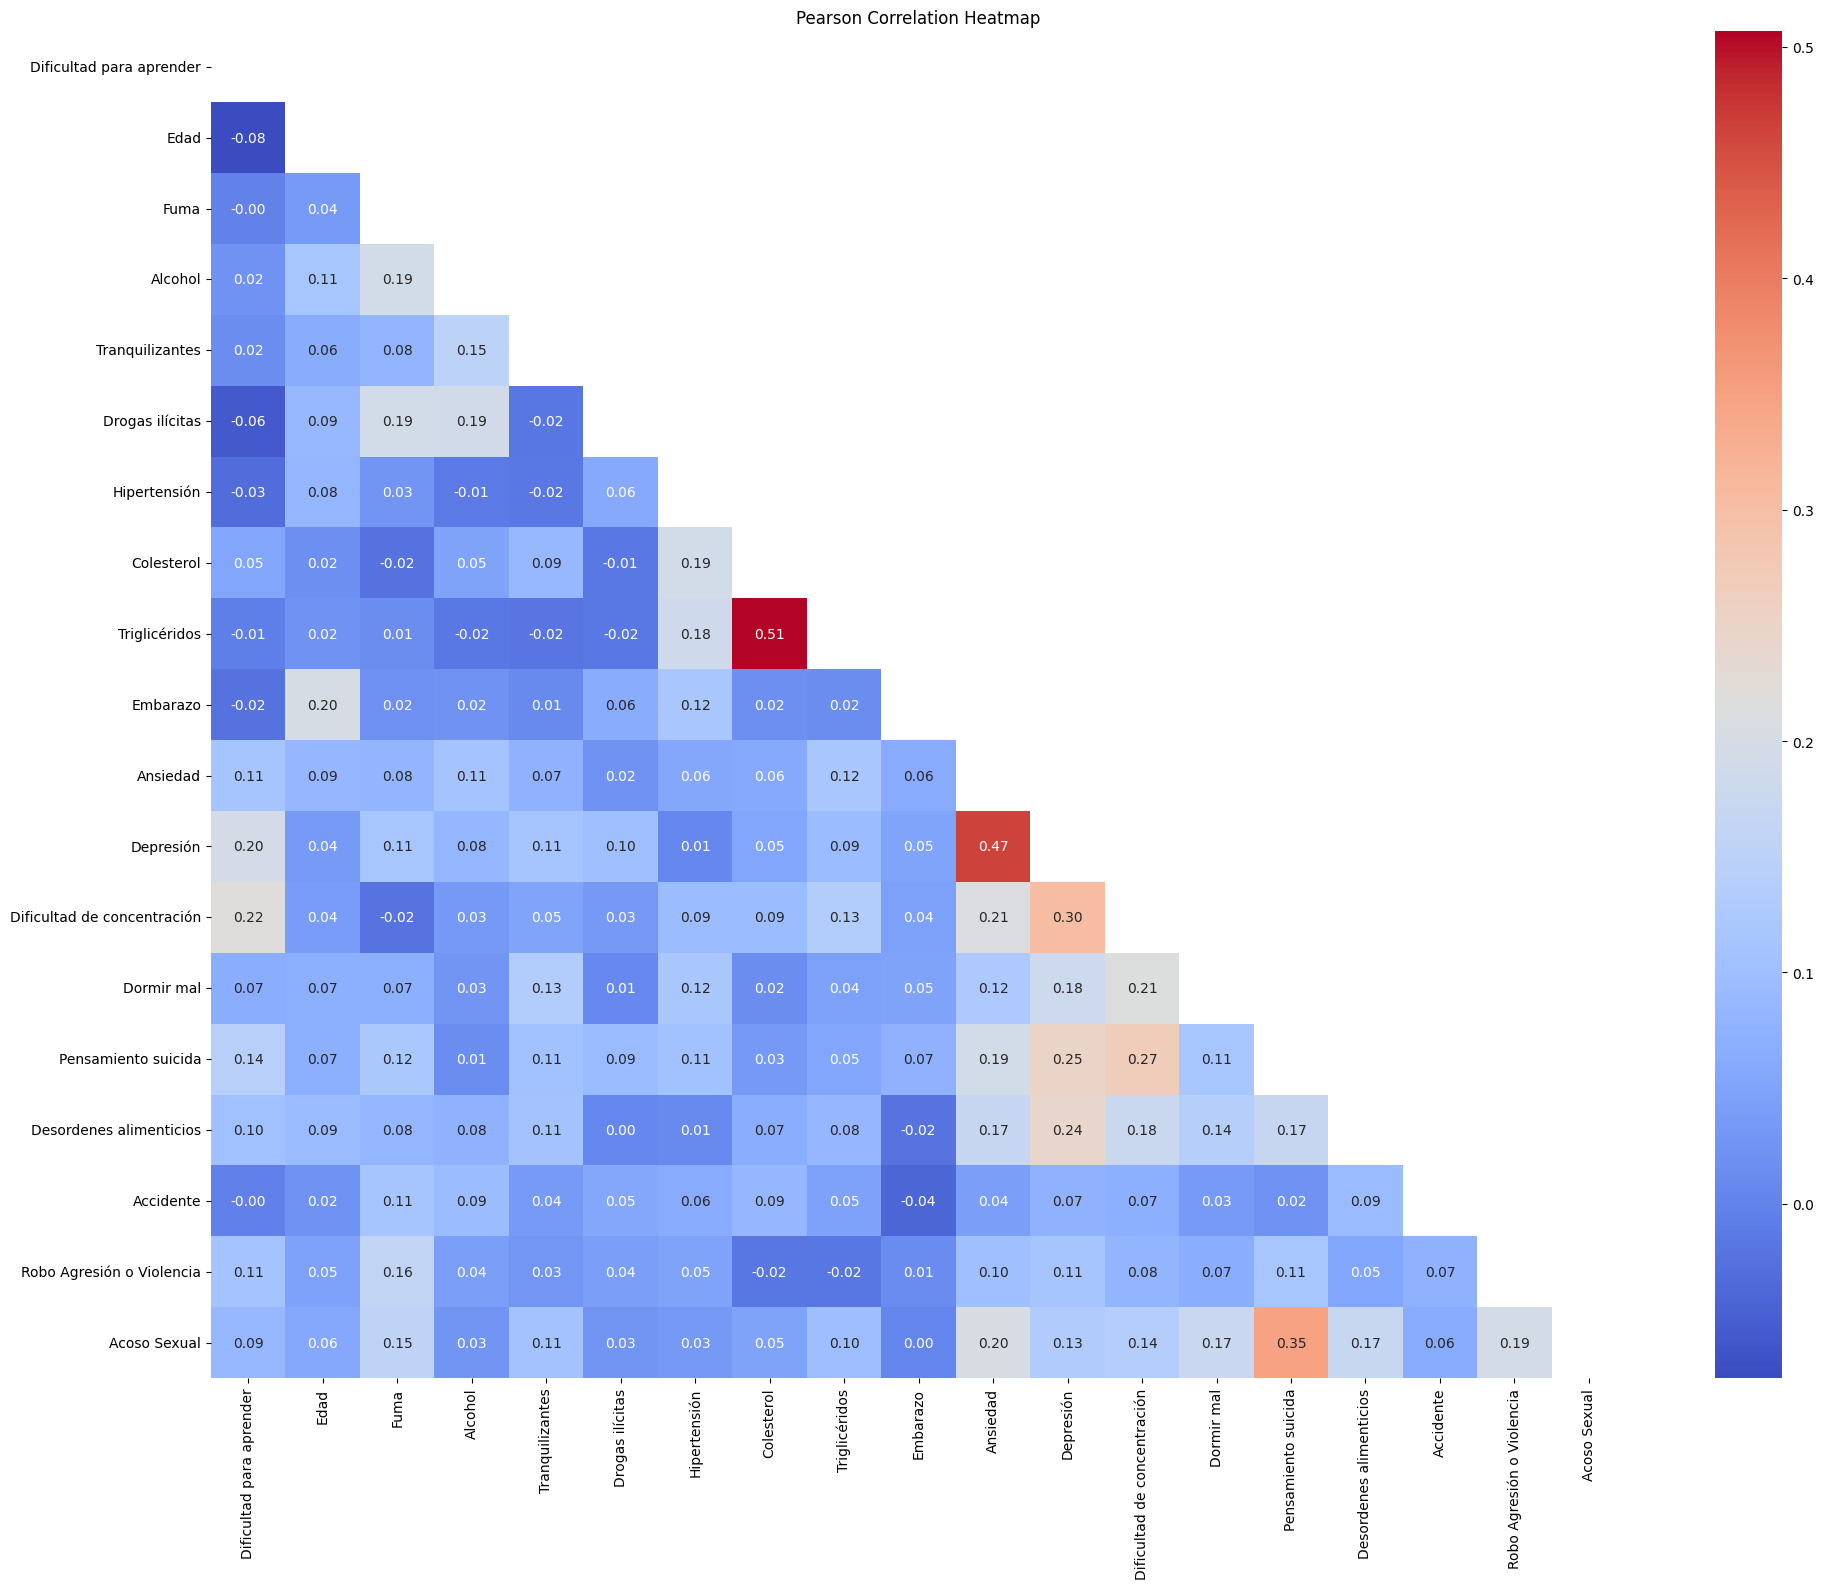 Pearson Correlation Heatmap
Dificultad para aprender
Edad -0.08
Fuma -0.00 0.04
Alcohol 0.02 0.11 0.19
Tranquilizantes 0.02 0.06 0.08 0.15
Drogas ilícitas -0.06 0.09 0.19 0.19 -0.02
Hipertensión -0.03 0.08 0.03 -0.01 -0.02 0.06
Colesterol 0.05 0.02 -0.02 0.05 0.09 -0.01 0.19
Triglicéridos -0.01 0.02 0.01 -0.02 -0.02 -0.02 0.18 0.51
Embarazo -0.02 0.20 0.02 0.02 0.01 0.06 0.12 0.02 0.02
Ansiedad 0.11 0.09 0.08 0.11 0.07 0.02 0.06 0.06 0.12 0.06
Depresión 0.20 0.04 0.11 0.08 0.11 0.10 0.01 0.05 0.09 0.05 0.47
Dificultad de concentración 0.22 0.04 -0.02 0.03 0.05 0.03 0.09 0.09 0.13 0.04 0.21 0.30
Dormir mal 0.07 0.07 0.07 0.03 0.13 0.01 0.12 0.02 0.04 0.05 0.12 0.18 0.21
Pensamiento suicida 0.14 0.07 0.12 0.01 0.11 0.09 0.11 0.03 0.05 0.07 0.19 0.25 0.27 0.11
Desordenes alimenticios 0.10 0.09 0.08 0.08 0.11 0.00 0.01 0.07 0.08 -0.02 0.17 0.24 0.18 0.14 0.17
Accidente -0.00 0.02 0.11 0.09 0.04 0.05 0.06 0.09 0.05 -0.04 0.04 0.07 0.07 0.03 0.02 0.09
Robo Agresión o Violencia 0.11 0.05 0.16 0.04 0.03 0.04 0.05 -0.02 -0.02 0.01 0.10 0.11 0.08 0.07 0.11 0.05 0.07
Acoso Sexual 0.09 0.06 0.15 0.03 0.11 0.03 0.03 0.05 0.10 0.00 0.20 0.13 0.14 0.17 0.35 0.17 0.06 0.19
Dificultad para aprender
Edad
Fuma
Alcohol
Tranquilizantes
Drogas ilícitas
Hipertensión
Colesterol
Triglicéridos
Embarazo
Ansiedad
Depresión
Dificultad de concentración
Dormir mal
Pensamiento suicida
Desordenes alimenticios
Accidente
Robo Agresión o Violencia
Acoso Sexual
0.5
0.4
0.3
0.2
0.1
0.0